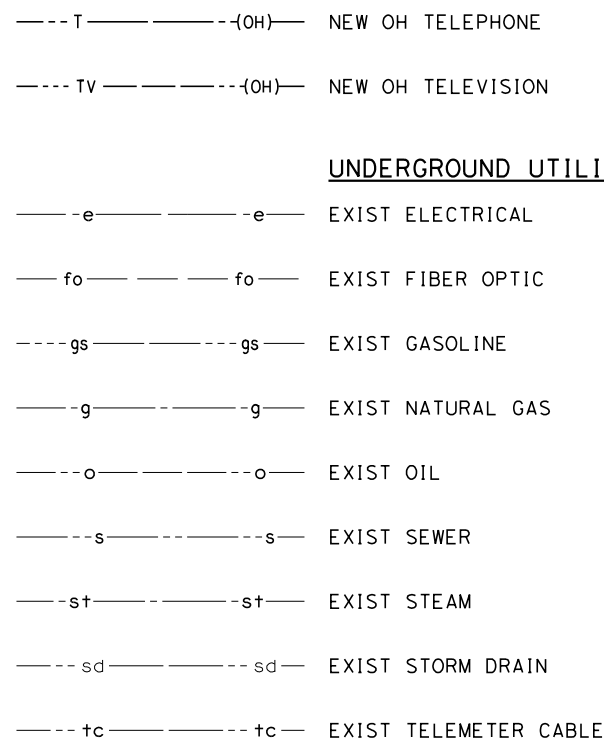 T (OH) NEW OH TELEPHONE
TV (OH) NEW OH TELEVISION
UNDERGROUND UTILI
e e EXIST ELECTRICAL
fo fo EXIST FIBER OPTIC
gs gs EXIST GASOLINE
g g EXIST NATURAL GAS
o o EXIST OIL
s s EXIST SEWER
st st EXIST STEAM
sd sd EXIST STORM DRAIN
tc tc EXIST TELEMETER CABLE